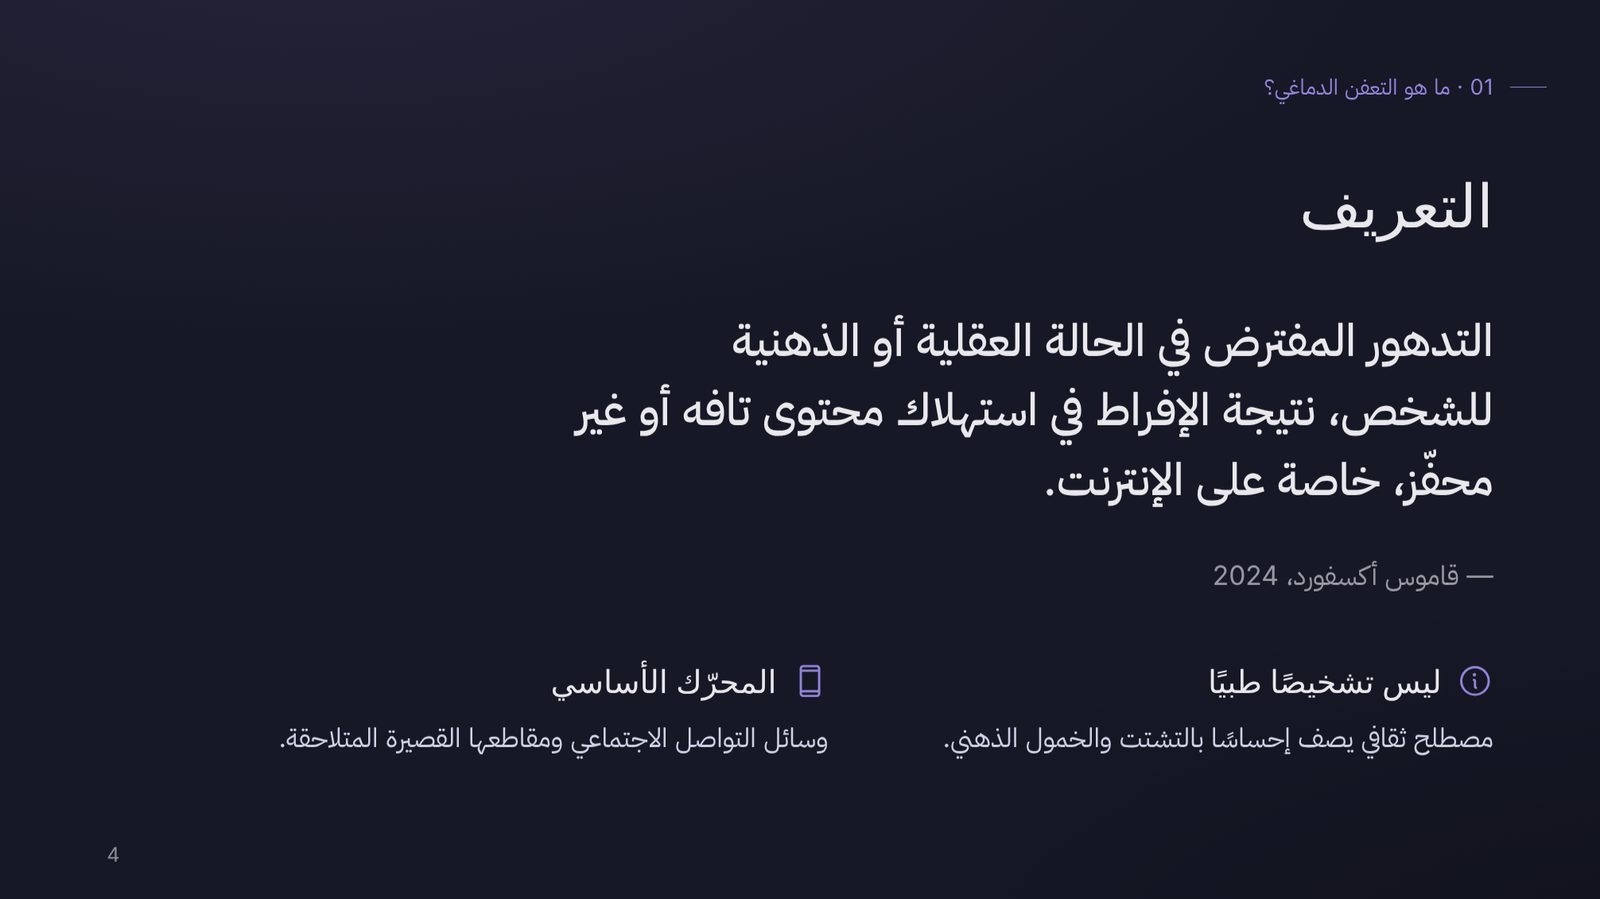 01 · ما هو التعفن الدماغي؟
التعريف
التدهور المفترض في الحالة العقلية أو الذهنية
للشخص، نتيجة الإفراط في استهلاك محتوى تافه أو غير
محفّز، خاصة على الإنترنت.
— قاموس أكسفورد، 2024
ليس تشخيصًا طبيًا
مصطلح ثقافي يصف إحساسًا بالتشتت والخمول الذهني.
المحرّك الأساسي
وسائل التواصل الاجتماعي ومقاطعها القصيرة المتلاحقة.
4